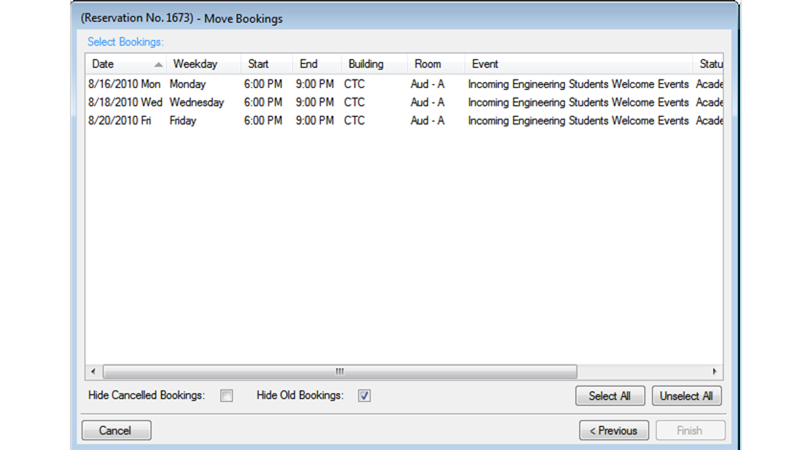 (Reservation No. 1673) - Move Bookings
Select Bookings:
Date Weekday Start End Building Room Event Statu
8/16/2010 Mon Monday 6:00 PM 9:00 PM CTC Aud - A Incoming Engineering Students Welcome Events Acade
8/18/2010 Wed Wednesday 6:00 PM 9:00 PM CTC Aud - A Incoming Engineering Students Welcome Events Acade
8/20/2010 Fri Friday 6:00 PM 9:00 PM CTC Aud - A Incoming Engineering Students Welcome Events Acade
Hide Cancelled Bookings: Hide Old Bookings: Select All Unselect All
Cancel < Previous Finish